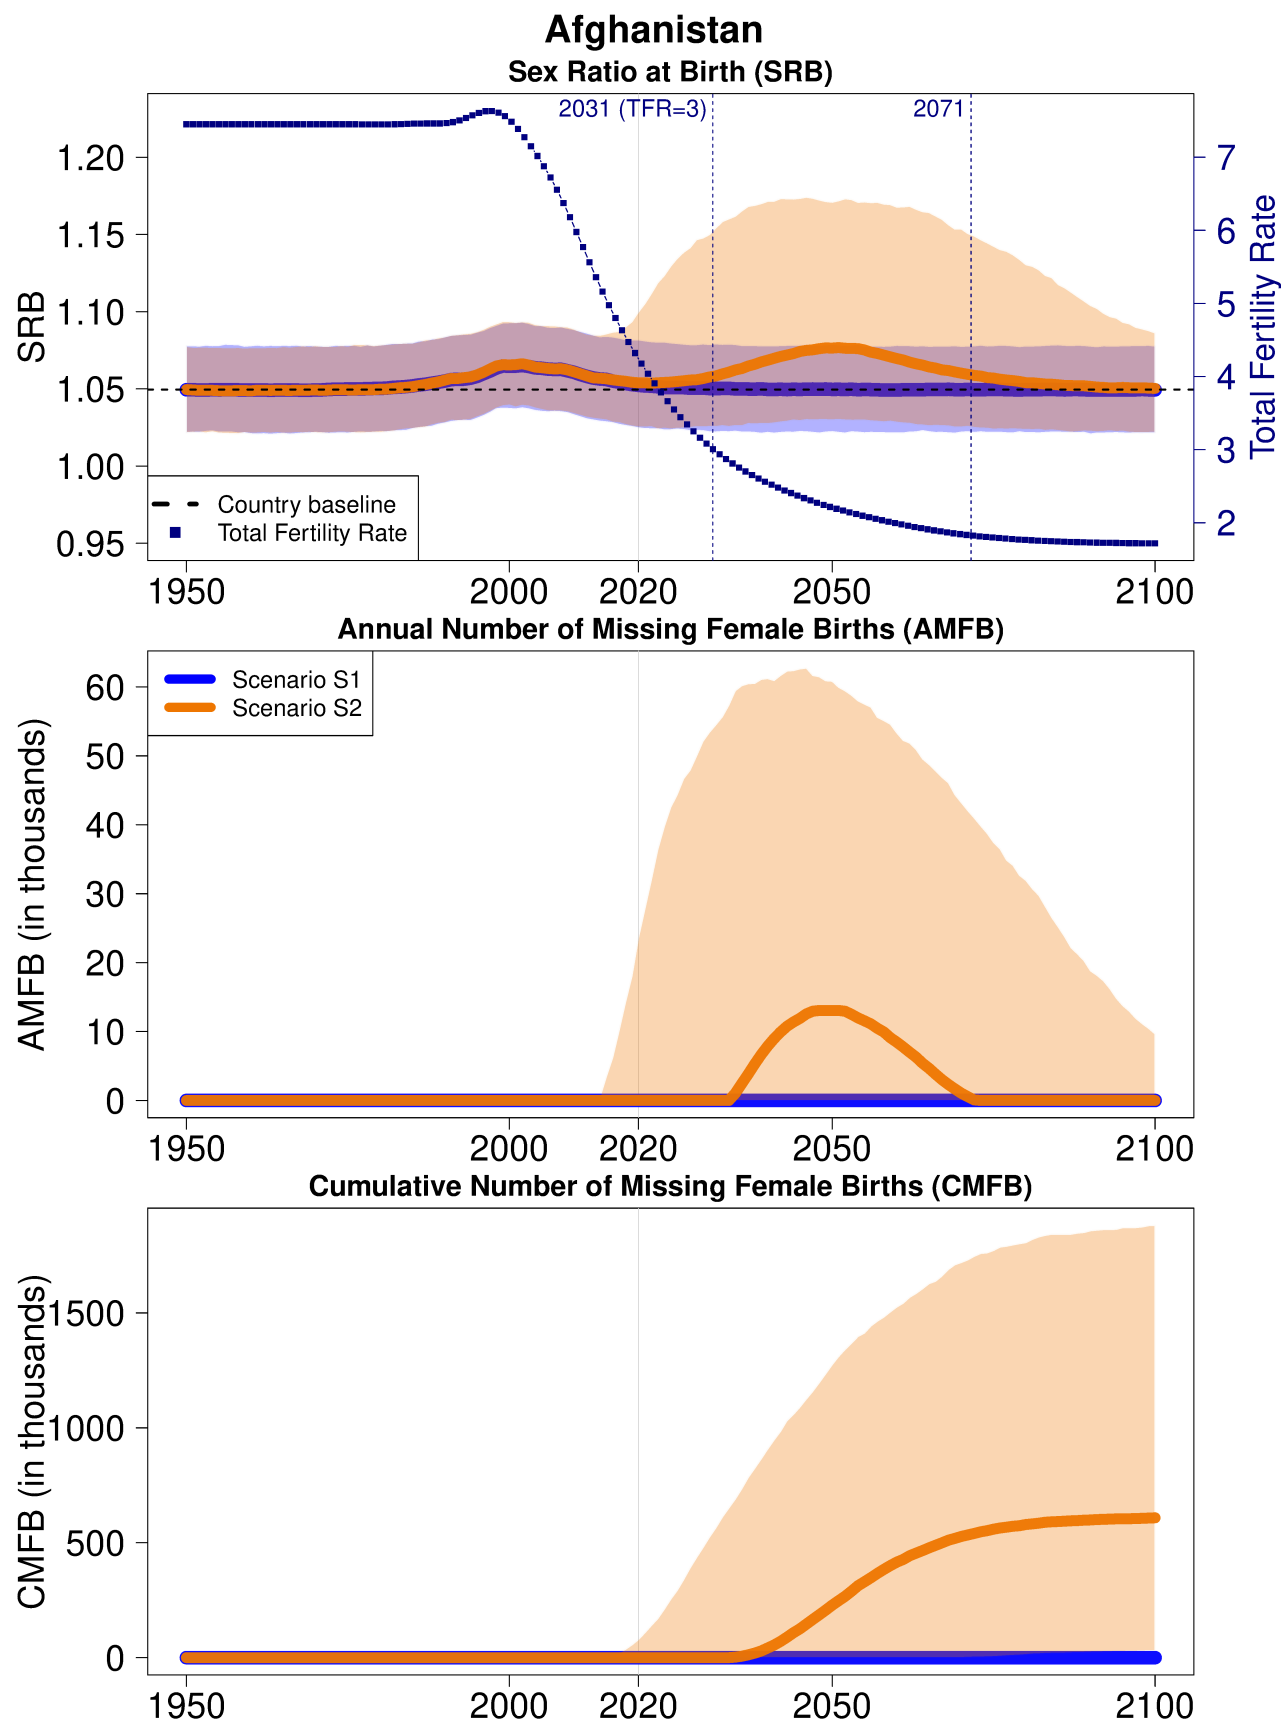 Afghanistan
Sex Ratio at Birth (SRB)
2031 (TFR=3)
2071
SRB
1.20
1.15
1.10
1.05
1.00
0.95
7
6
5
4
3
2
Total Fertility Rate
Country baseline
Total Fertility Rate
1950 2000 2020 2050 2100
Annual Number of Missing Female Births (AMFB)
Scenario S1
Scenario S2
AMFB (in thousands)
60
50
40
30
20
10
0
1950 2000 2020 2050 2100
Cumulative Number of Missing Female Births (CMFB)
CMFB (in thousands)
1500
1000
500
0
1950 2000 2020 2050 2100